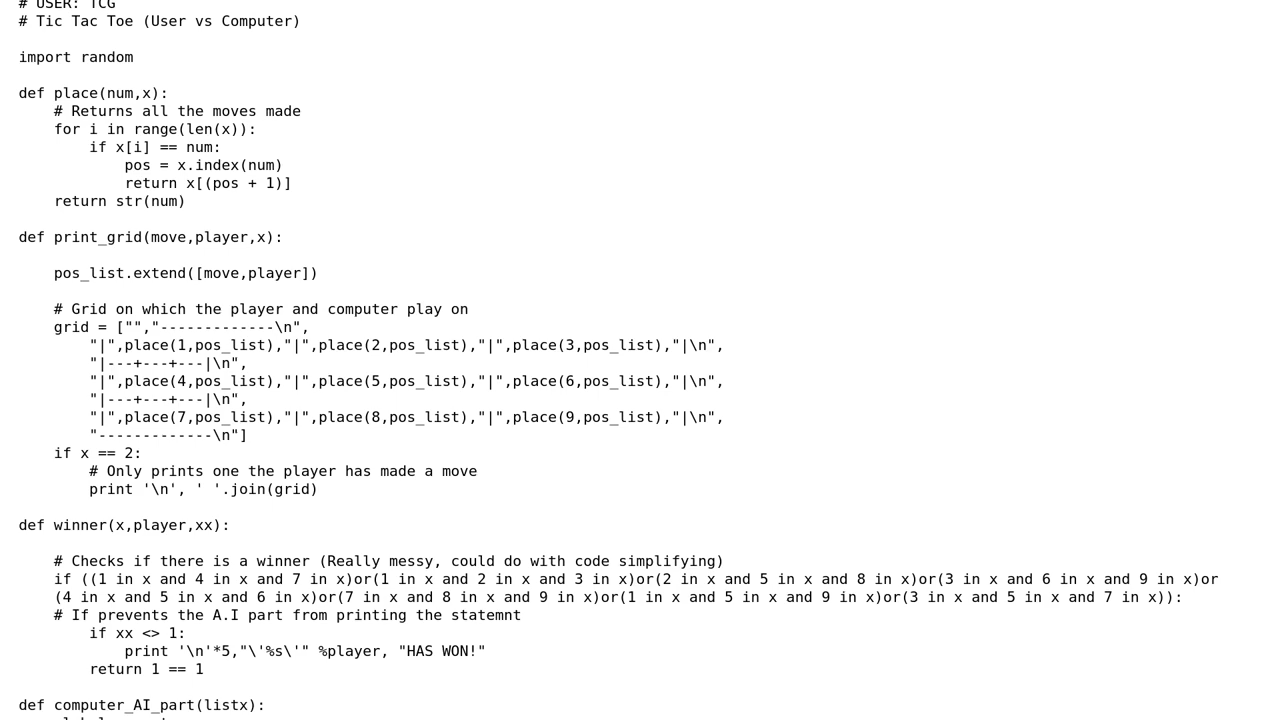 # USER: TCG
# Tic Tac Toe (User vs Computer)

import random

def place(num,x):
    # Returns all the moves made
    for i in range(len(x)):
        if x[i] == num:
            pos = x.index(num)
            return x[(pos + 1)]
    return str(num)

def print_grid(move,player,x):

    pos_list.extend([move,player])

    # Grid on which the player and computer play on
    grid = ["","-------------\n",
        "|",place(1,pos_list),"|",place(2,pos_list),"|",place(3,pos_list),"|\n",
        "|---+---+---|\n",
        "|",place(4,pos_list),"|",place(5,pos_list),"|",place(6,pos_list),"|\n",
        "|---+---+---|\n",
        "|",place(7,pos_list),"|",place(8,pos_list),"|",place(9,pos_list),"|\n",
        "-------------\n"]
    if x == 2:
        # Only prints one the player has made a move
        print '\n', ' '.join(grid)

def winner(x,player,xx):

    # Checks if there is a winner (Really messy, could do with code simplifying)
    if ((1 in x and 4 in x and 7 in x)or(1 in x and 2 in x and 3 in x)or(2 in x and 5 in x and 8 in x)or(3 in x and 6 in x and 9 in x)or
    (4 in x and 5 in x and 6 in x)or(7 in x and 8 in x and 9 in x)or(1 in x and 5 in x and 9 in x)or(3 in x and 5 in x and 7 in x)):
    # If prevents the A.I part from printing the statemnt
        if xx <> 1:
            print '\n'*5,"\'%s\'" %player, "HAS WON!"
        return 1 == 1

def computer_AI_part(listx):